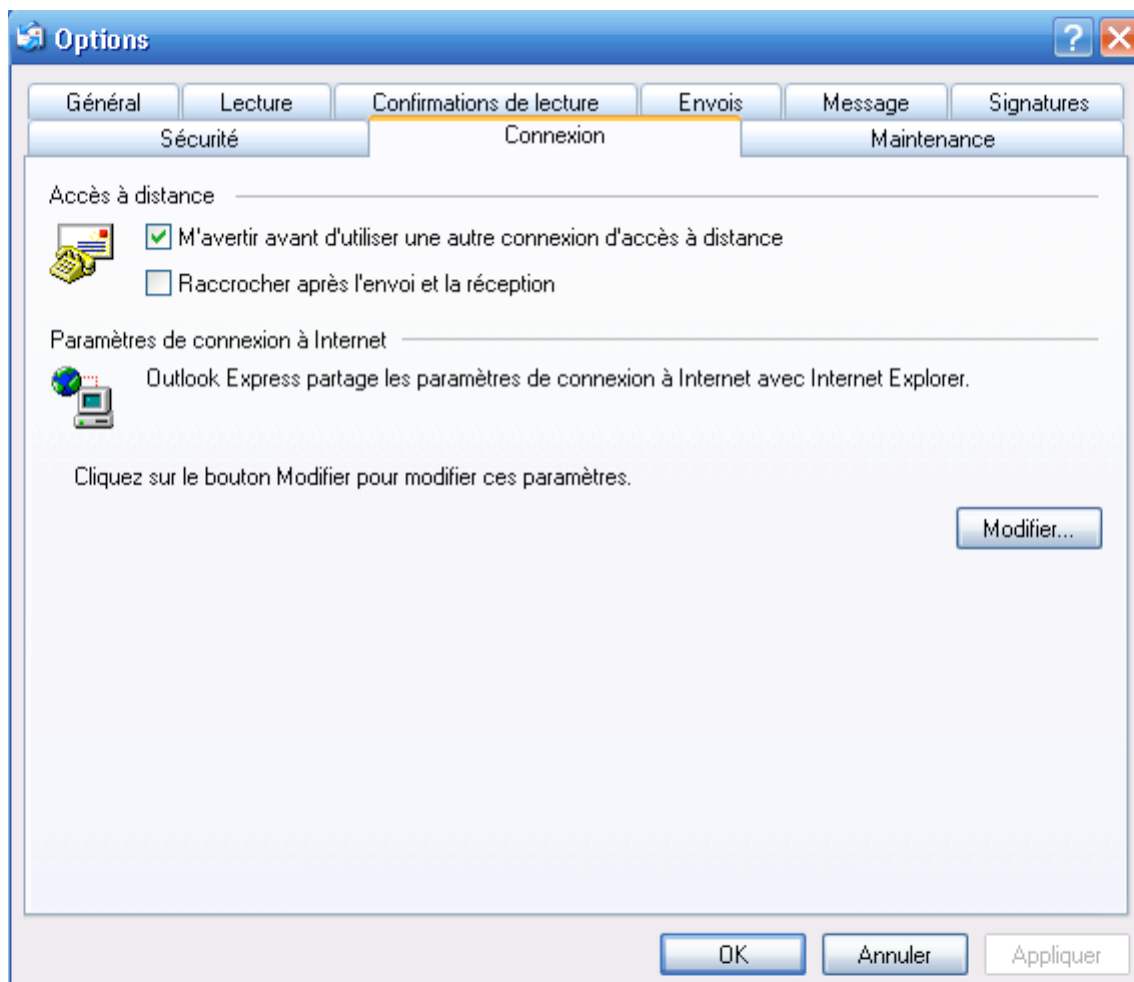 Options
Général
Lecture
Confirmations de lecture
Envois
Message
Signatures
Sécurité
Connexion
Maintenance
Accès à distance
M'avertir avant d'utiliser une autre connexion d'accès à distance
Raccrocher après l'envoi et la réception
Paramètres de connexion à Internet
Outlook Express partage les paramètres de connexion à Internet avec Internet Explorer.
Cliquez sur le bouton Modifier pour modifier ces paramètres.
Modifier...
OK
Annuler
Appliquer